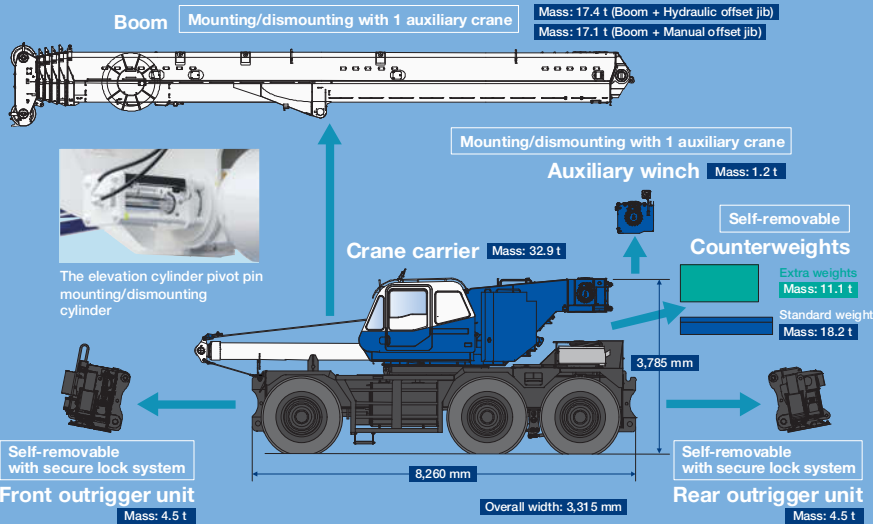 Boom
Mounting/dismounting with 1 auxiliary crane
Mass: 17.4 t (Boom + Hydraulic offset jib)
Mass: 17.1 t (Boom + Manual offset jib)
Mounting/dismounting with 1 auxiliary crane
Auxiliary winch
Mass: 1.2 t
Self-removable
Counterweights
Extra weights
Mass: 11.1 t
Standard weight
Mass: 18.2 t
The elevation cylinder pivot pin
mounting/dismounting
cylinder
Crane carrier
Mass: 32.9 t
3,785 mm
8,260 mm
Overall width: 3,315 mm
Self-removable
with secure lock system
Front outrigger unit
Mass: 4.5 t
Self-removable
with secure lock system
Rear outrigger unit
Mass: 4.5 t